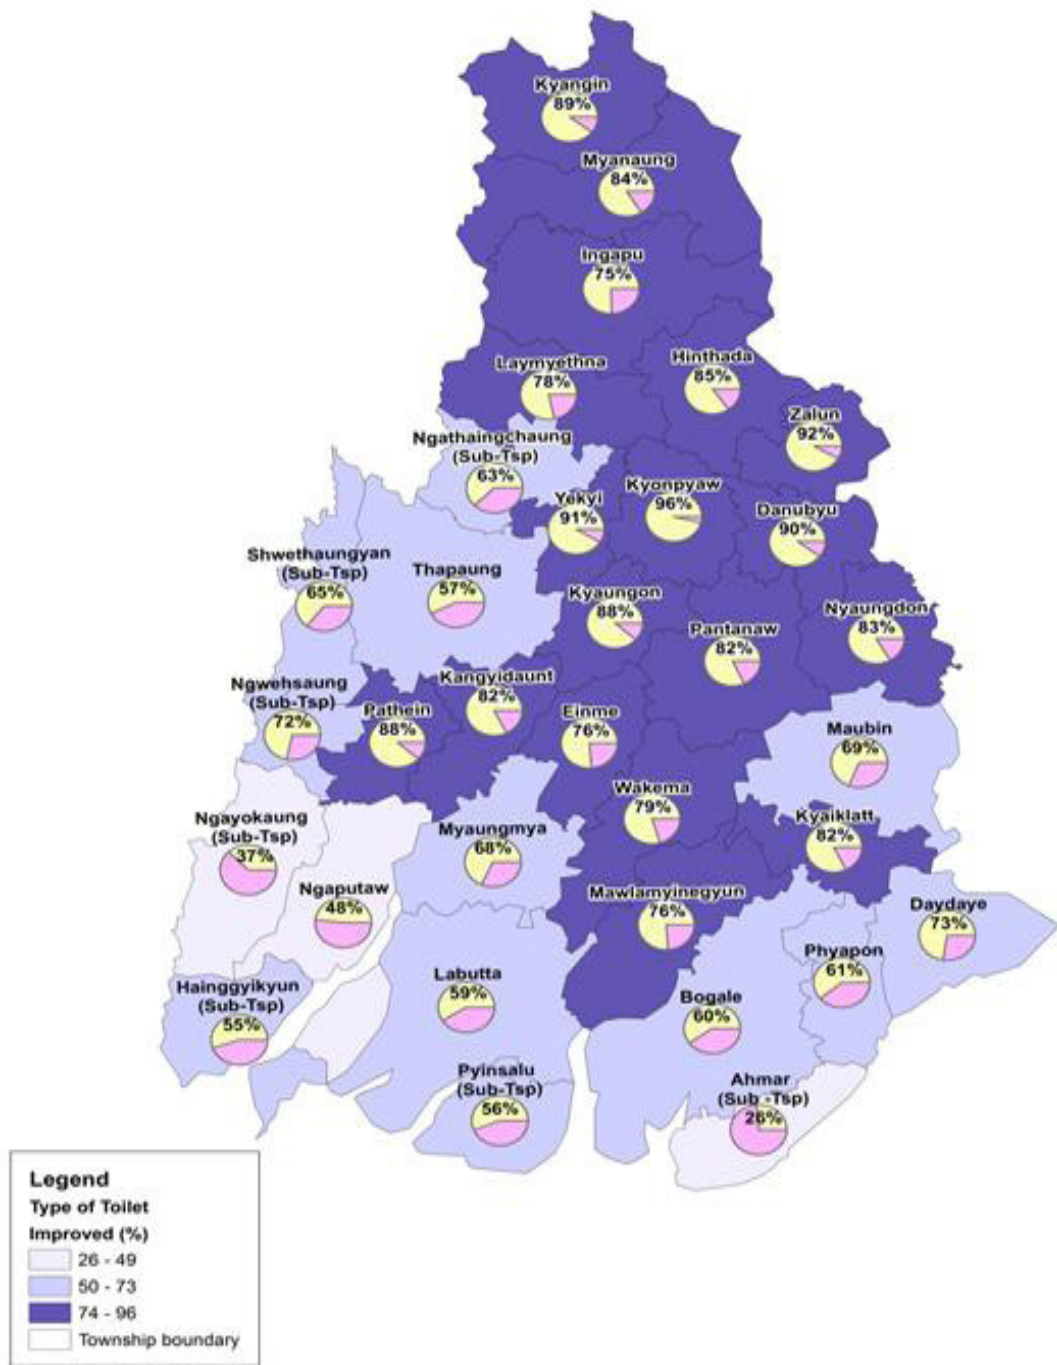 Kyangin
89%
Myanaung
84%
Ingapu
75%
Laymyethna
78%
Hinthada
85%
Zalun
92%
Ngathaingchaung
(Sub-Tsp)
63%
Yekyi
91%
Kyonpyaw
96%
Danubyu
90%
Shwethaungyan
(Sub-Tsp)
65%
Thapaung
57%
Kyaungon
88%
Pantanaw
82%
Nyaungdon
83%
Ngwehsaung
(Sub-Tsp)
72%
Pathein
88%
Kangyidaunt
82%
Einme
76%
Maubin
69%
Wakema
79%
Kyaiklatt
82%
Ngayokaung
(Sub-Tsp)
37%
Ngaputaw
48%
Myaungmya
68%
Mawlamyinegyun
76%
Daydaye
73%
Phyapon
61%
Hainggyikyun
(Sub-Tsp)
55%
Labutta
59%
Bogale
60%
Pyinsalu
(Sub-Tsp)
56%
Ahmar
(Sub -Tsp)
26%
Legend
Type of Toilet
Improved (%)
26 - 49
50 - 73
74 - 96
Township boundary